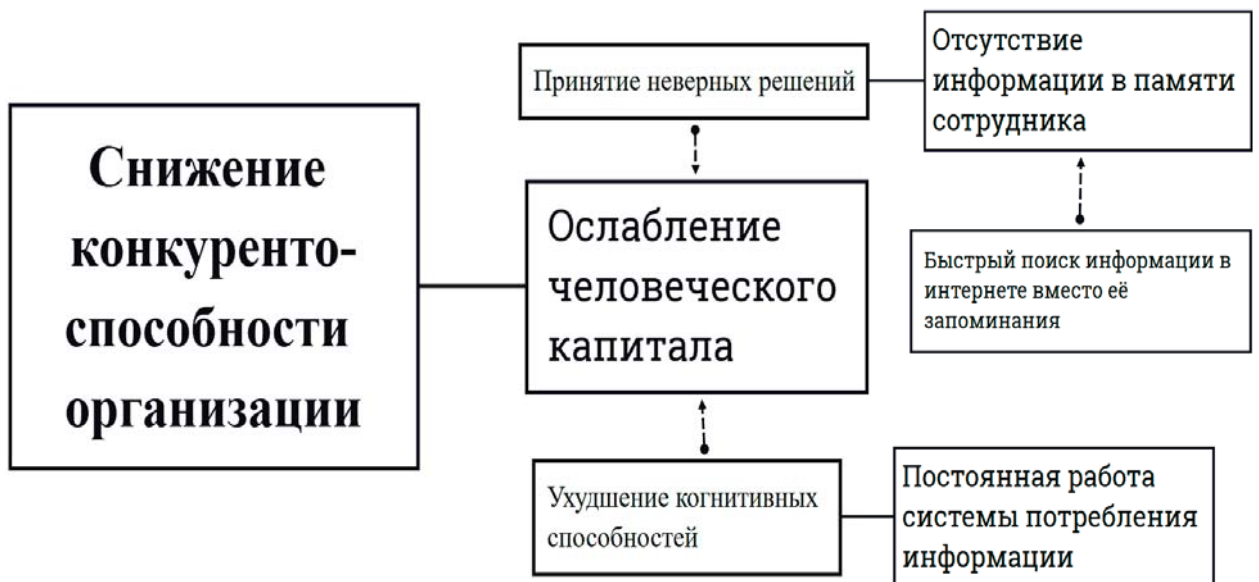 Снижение
конкуренто-
способности
организации
Принятие неверных решений
Ослабление
человеческого
капитала
Ухудшение когнитивных
способностей
Отсутствие
информации в памяти
сотрудника
Быстрый поиск информации в
интернете вместо её
запоминания
Постоянная работа
системы потребления
информации